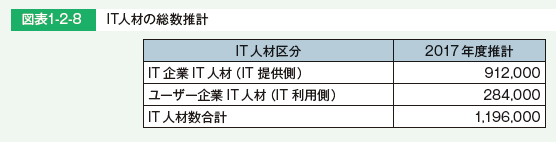 図表1-2-8 IT人材の総数推計
IT人材区分 2017年度推計
IT企業IT人材（IT提供側） 912,000
ユーザー企業IT人材（IT利用側） 284,000
IT人材数合計 1,196,000